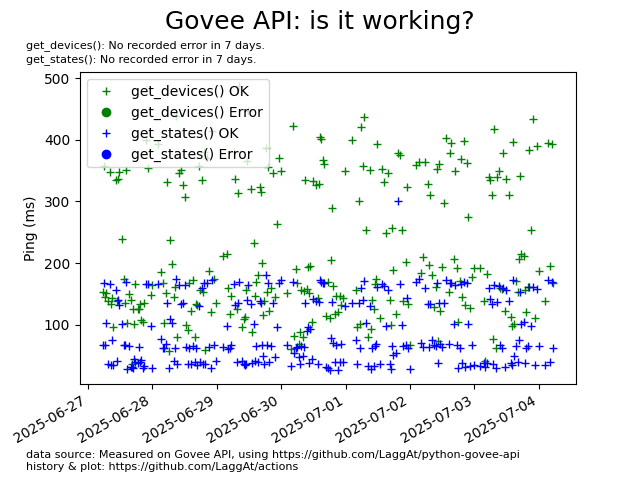 Govee API: is it working?
get_devices(): No recorded error in 7 days.
get_states(): No recorded error in 7 days.
get_devices() OK
get_devices() Error
get_states() OK
get_states() Error
Ping (ms)
500
400
300
200
100
2025-06-27
2025-06-28
2025-06-29
2025-06-30
2025-07-01
2025-07-02
2025-07-03
2025-07-04
data source: Measured on Govee API, using https://github.com/LaggAt/python-govee-api
history & plot: https://github.com/LaggAt/actions